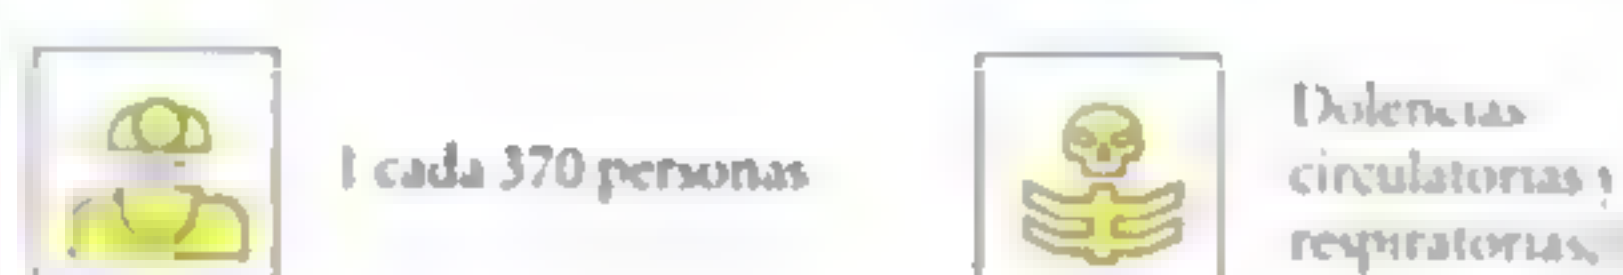 1 cada 370 personas
Dolencias
circulatorias y
respiratorias,